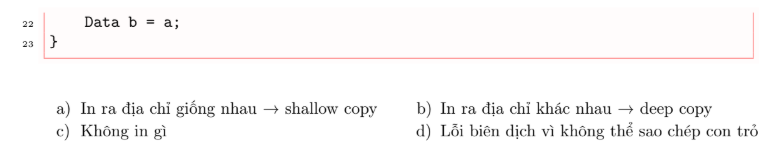 22 Data b = a;
23 }
a) In ra địa chỉ giống nhau → shallow copy b) In ra địa chỉ khác nhau → deep copy
c) Không in gì d) Lỗi biên dịch vì không thể sao chép con trỏ